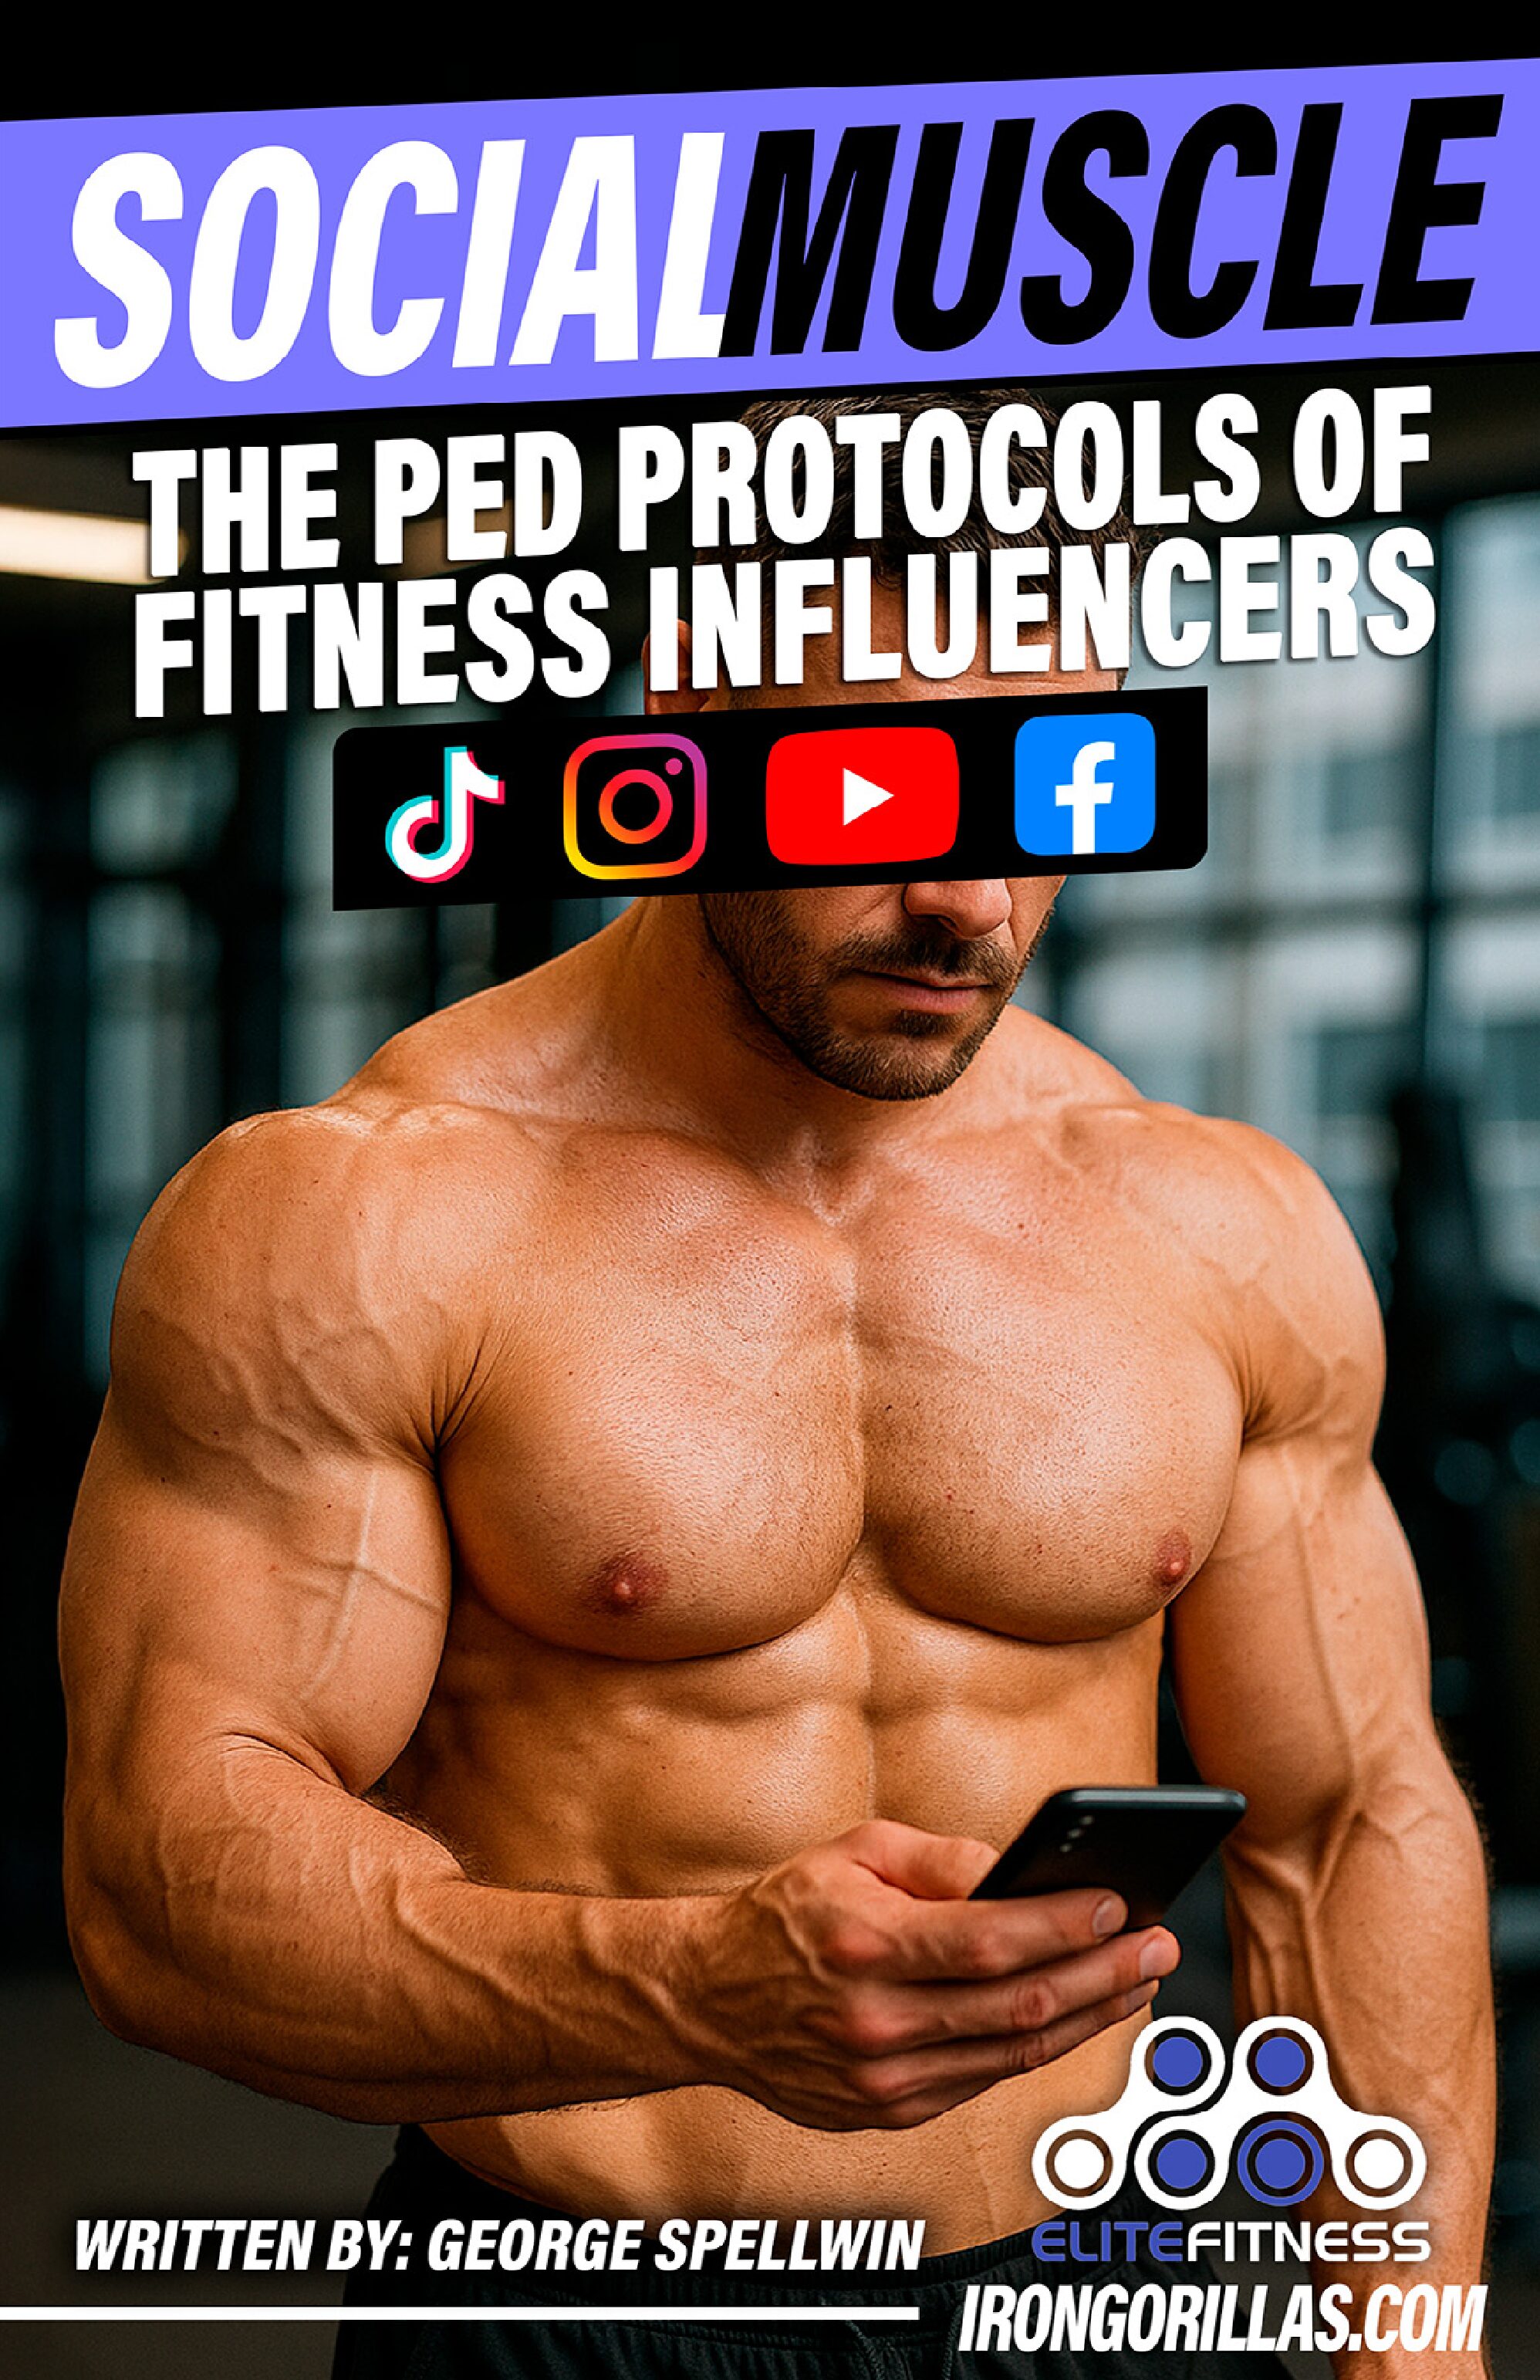 SOCIALMUSCLE
THE PED PROTOCOLS OF
FITNESS INFLUENCERS
WRITTEN BY: GEORGE SPELLWIN
ELITEFITNESS
IRONGORILLAS.COM